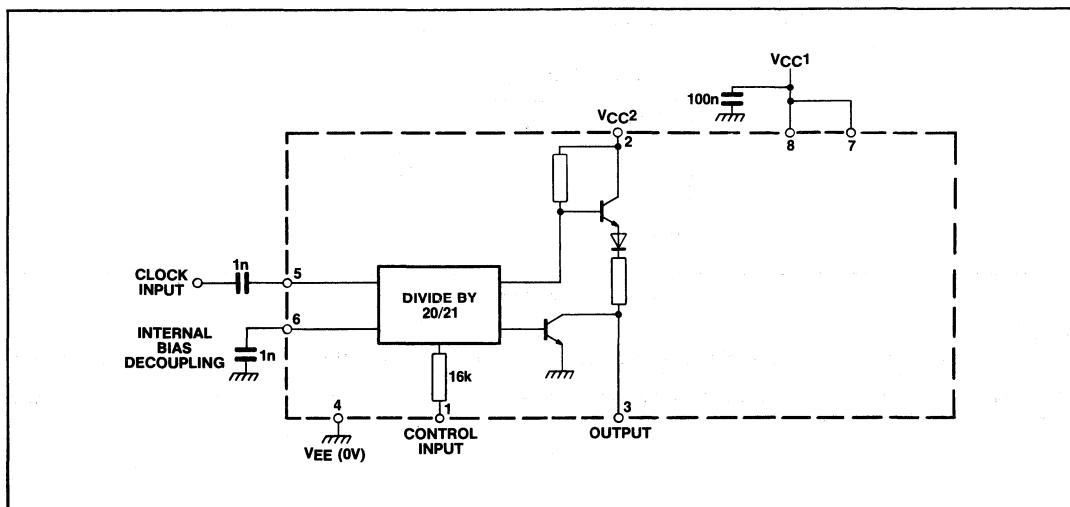 VCC1
100n
VCC2
2
8
7
CLOCK
INPUT
1n
5
DIVIDE BY
20/21
6
INTERNAL
BIAS
DECOUPLING
1n
16k
4
1
3
VEE (0V)
CONTROL
INPUT
OUTPUT